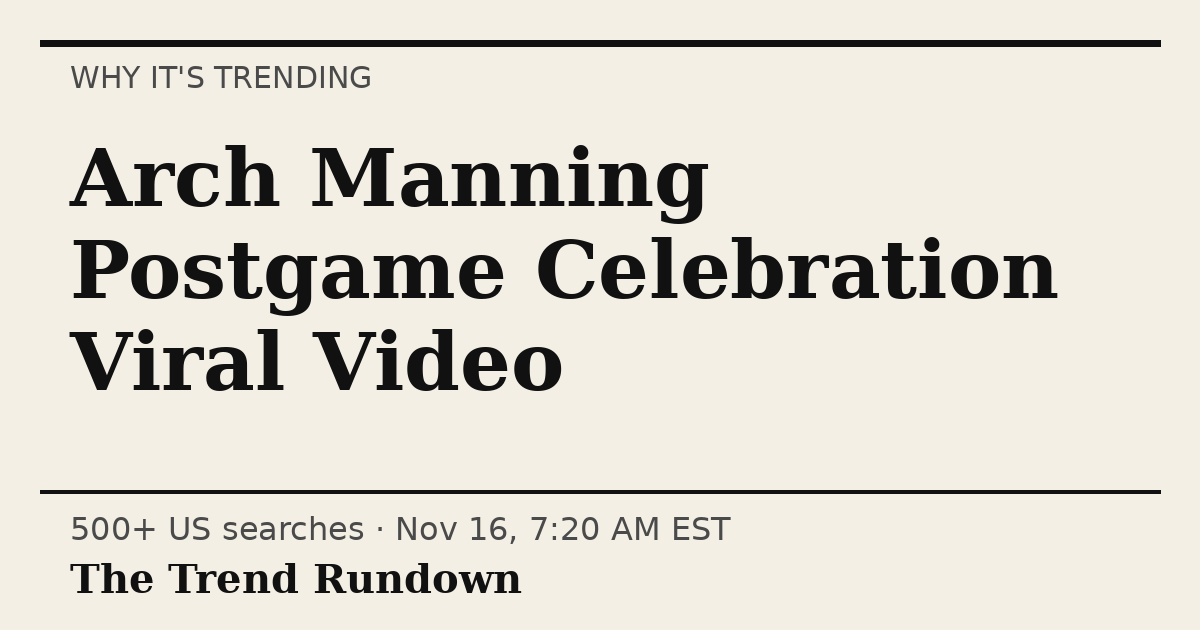 WHY IT'S TRENDING
Arch Manning
Postgame Celebration
Viral Video
500+ US searches · Nov 16, 7:20 AM EST
The Trend Rundown